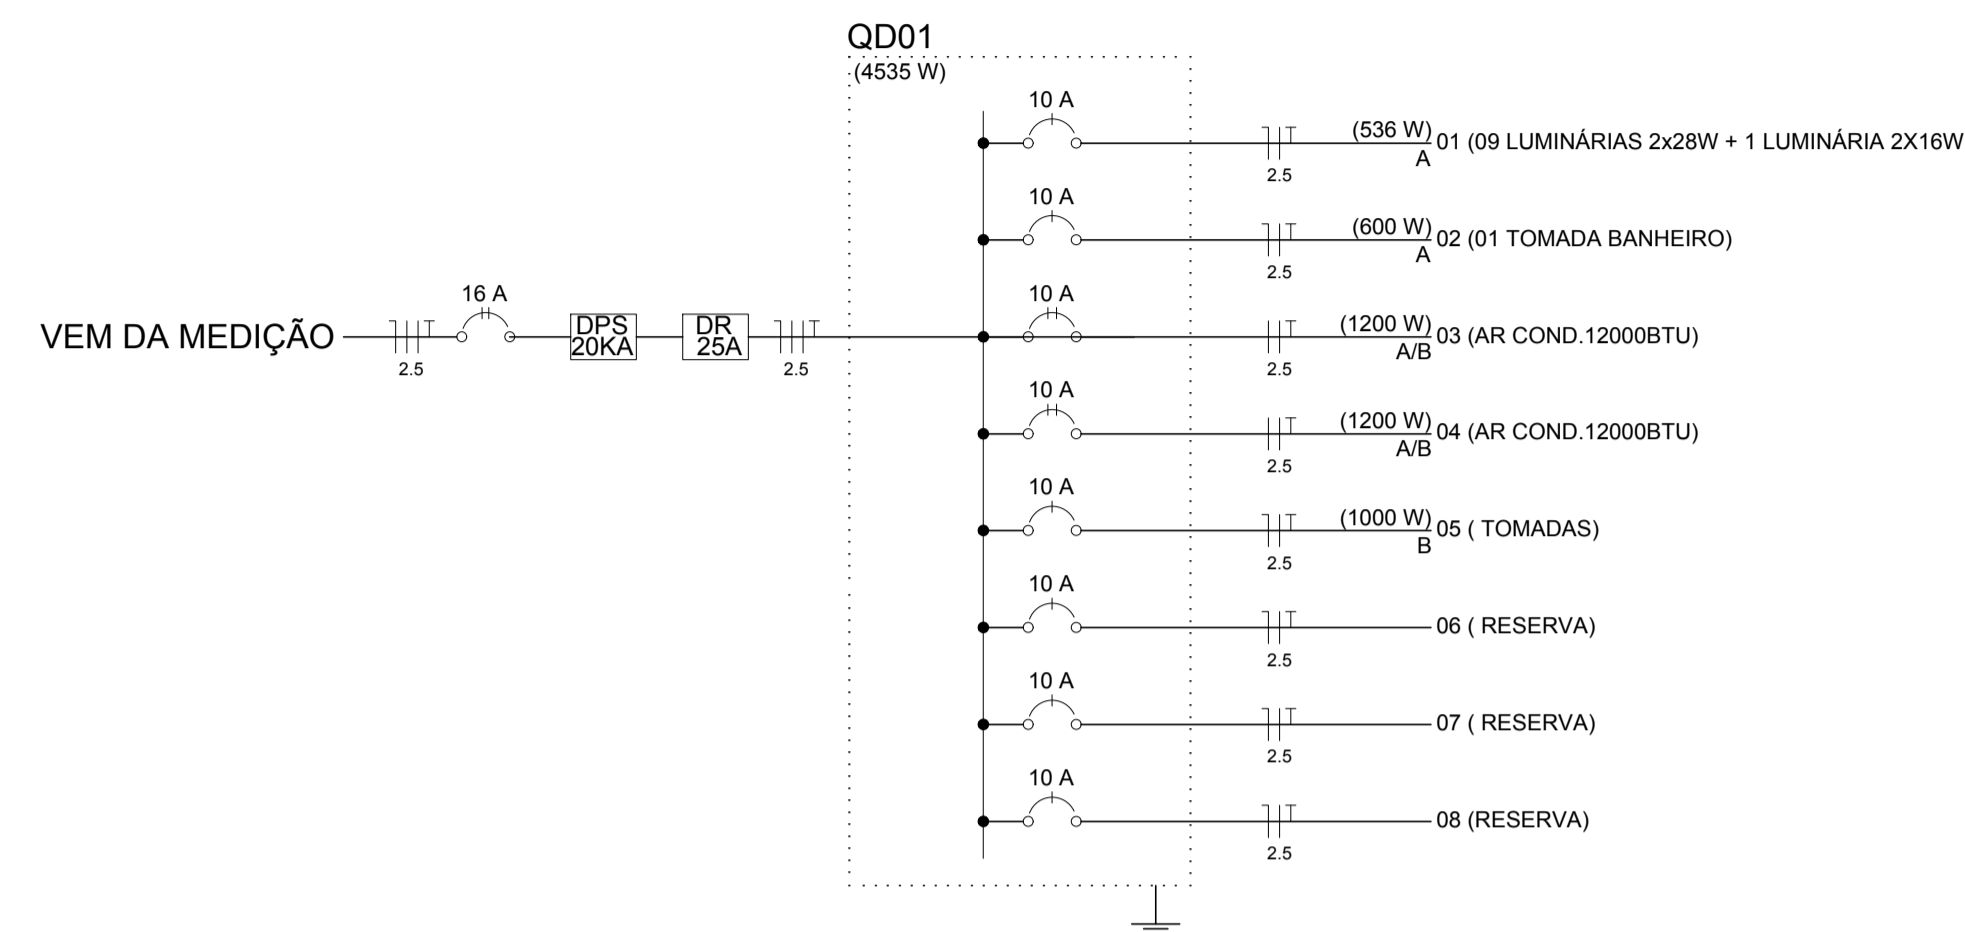 QD01
(4535 W)
10 A
(536 W)
A
01 (09 LUMINÁRIAS 2x28W + 1 LUMINÁRIA 2X16W
2.5
10 A
(600 W)
A
02 (01 TOMADA BANHEIRO)
2.5
VEM DA MEDIÇÃO
2.5
16 A
DPS
20KA
DR
25A
2.5
10 A
(1200 W)
A/B
03 (AR COND.12000BTU)
2.5
10 A
(1200 W)
A/B
04 (AR COND.12000BTU)
2.5
10 A
(1000 W)
B
05 ( TOMADAS)
2.5
10 A
06 ( RESERVA)
2.5
10 A
07 ( RESERVA)
2.5
10 A
08 (RESERVA)
2.5